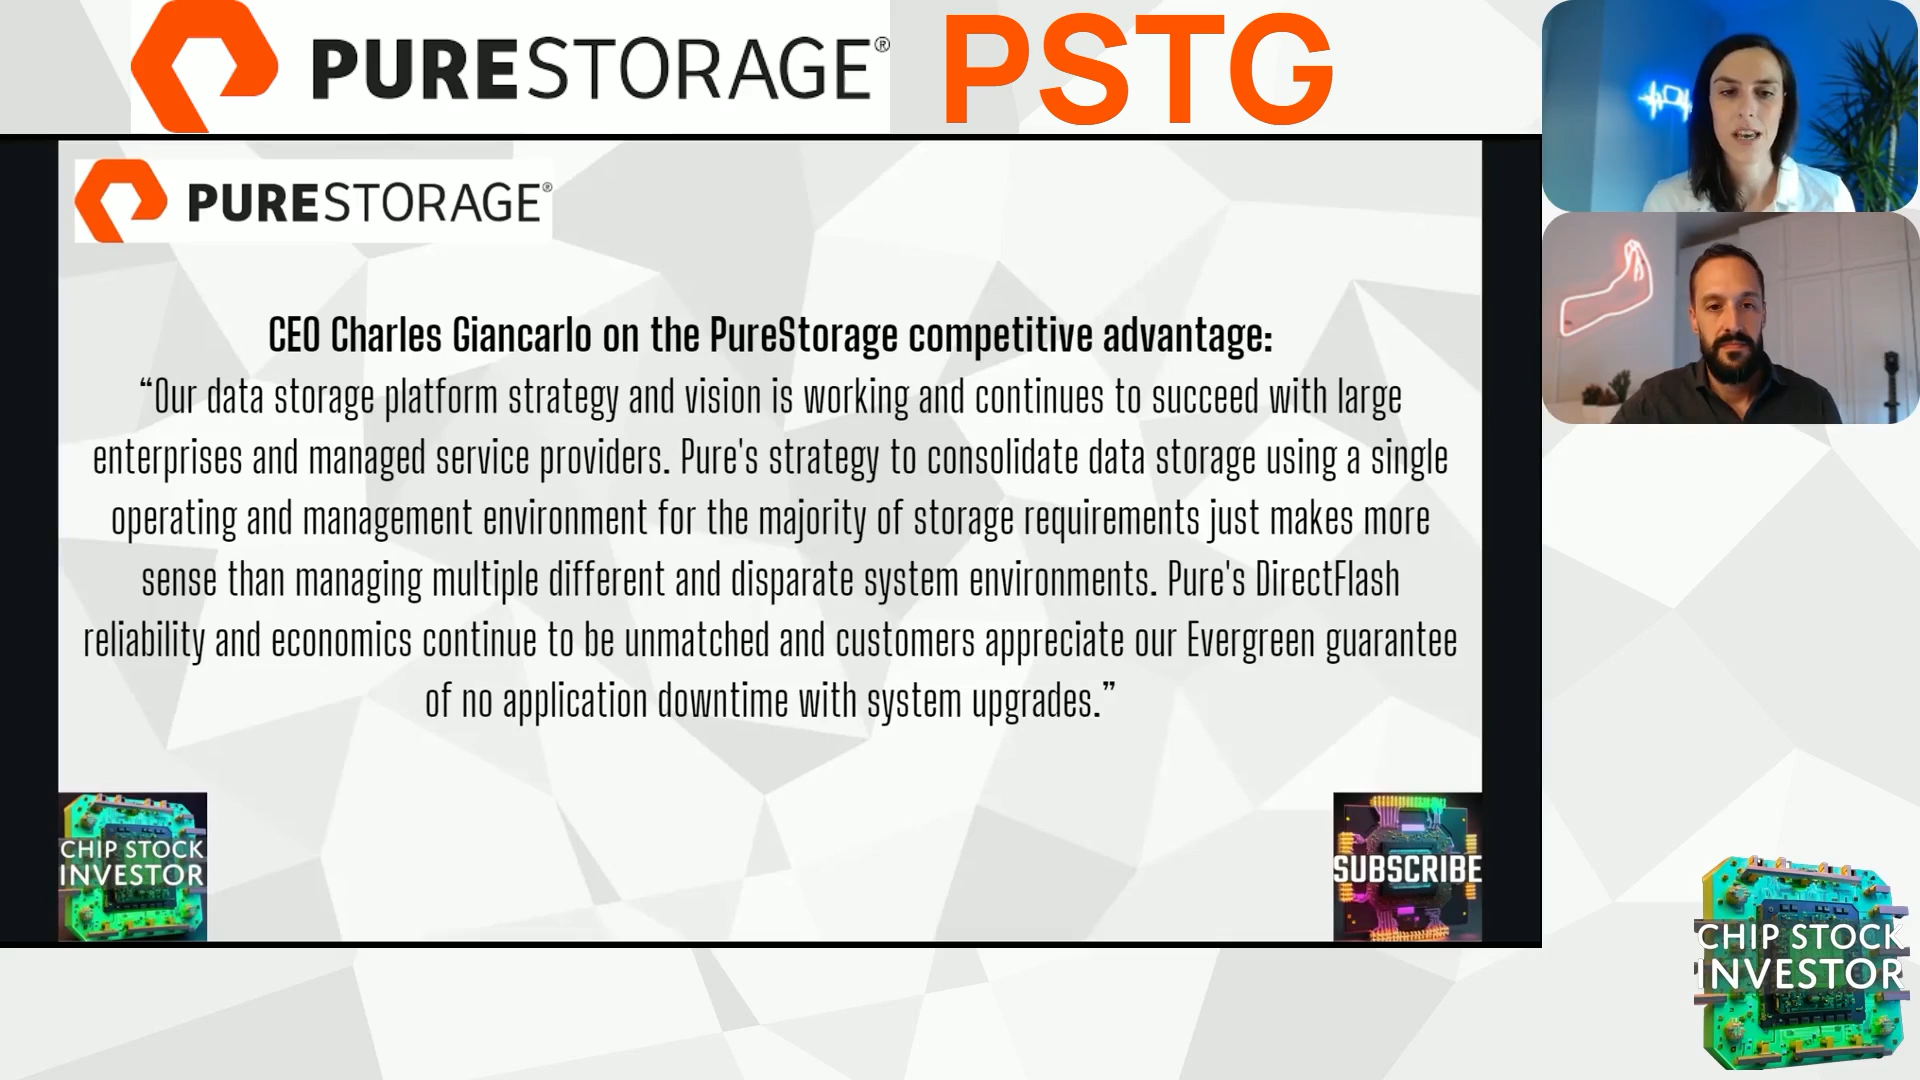 PURESTORAGE® PSTG
PURESTORAGE®
CEO Charles Giancarlo on the PureStorage competitive advantage:
“Our data storage platform strategy and vision is working and continues to succeed with large
enterprises and managed service providers. Pure's strategy to consolidate data storage using a single
operating and management environment for the majority of storage requirements just makes more
sense than managing multiple different and disparate system environments. Pure's DirectFlash
reliability and economics continue to be unmatched and customers appreciate our Evergreen guarantee
of no application downtime with system upgrades.”
CHIP STOCK
INVESTOR
SUBSCRIBE
CHIP STOCK
INVESTOR